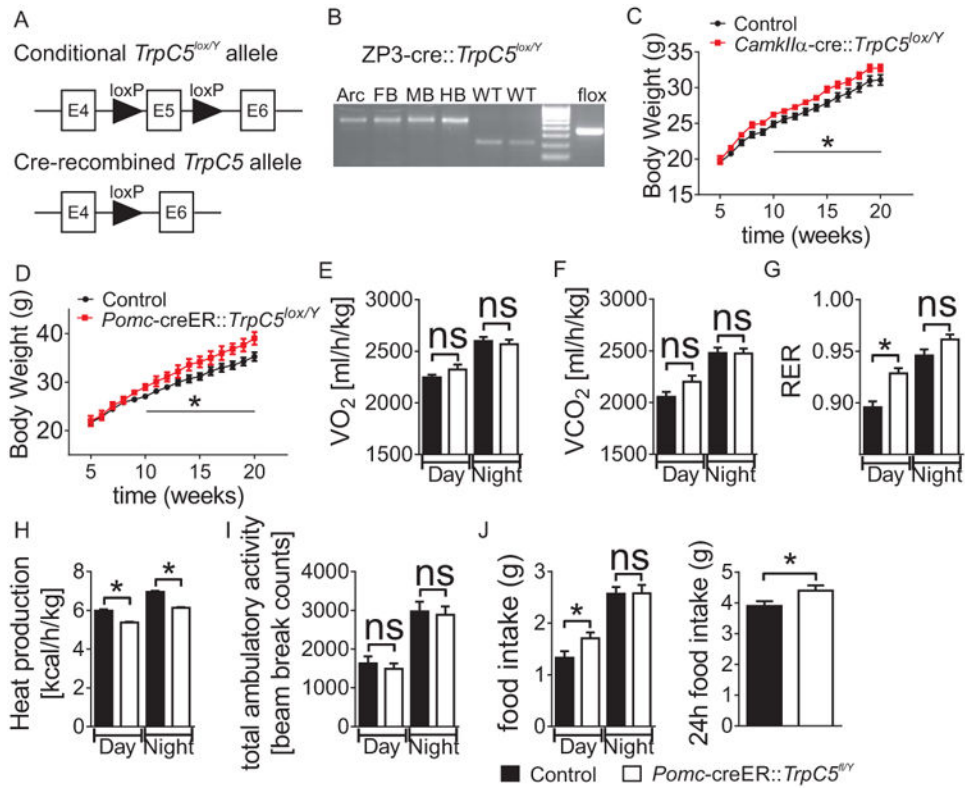 A
Conditional TrpC5lox/Y allele
loxP loxP
E4 E5 E6
Cre-recombined TrpC5 allele
loxP
E4 E6
B
ZP3-cre::TrpC5lox/Y
Arc FB MB HB WT WT flox
C
Control
CamkIIα-cre::TrpC5lox/Y
Body Weight (g)
35
30
25
20
15
*
5 10 15 20
time (weeks)
D
Control
Pomc-creER::TrpC5lox/Y
Body Weight (g)
40
30
20
*
5 10 15 20
time (weeks)
E
VO2 [ml/h/kg]
3000
2500
2000
1500
ns ns
Day Night
F
VCO2 [ml/h/kg]
3000
2500
2000
1500
ns ns
Day Night
G
RER
1.00
0.95
0.90
* ns
Day Night
H
Heat production
[kcal/h/kg]
8
6
4
2
0
* *
Day Night
I
total ambulatory activity
[beam break counts]
4000
3000
2000
1000
0
ns ns
Day Night
J
food intake (g)
4
3
2
1
0
* ns
Day Night
24h food intake (g)
5
4
3
2
1
0
*
Control Pomc-creER::TrpC5fl/Y